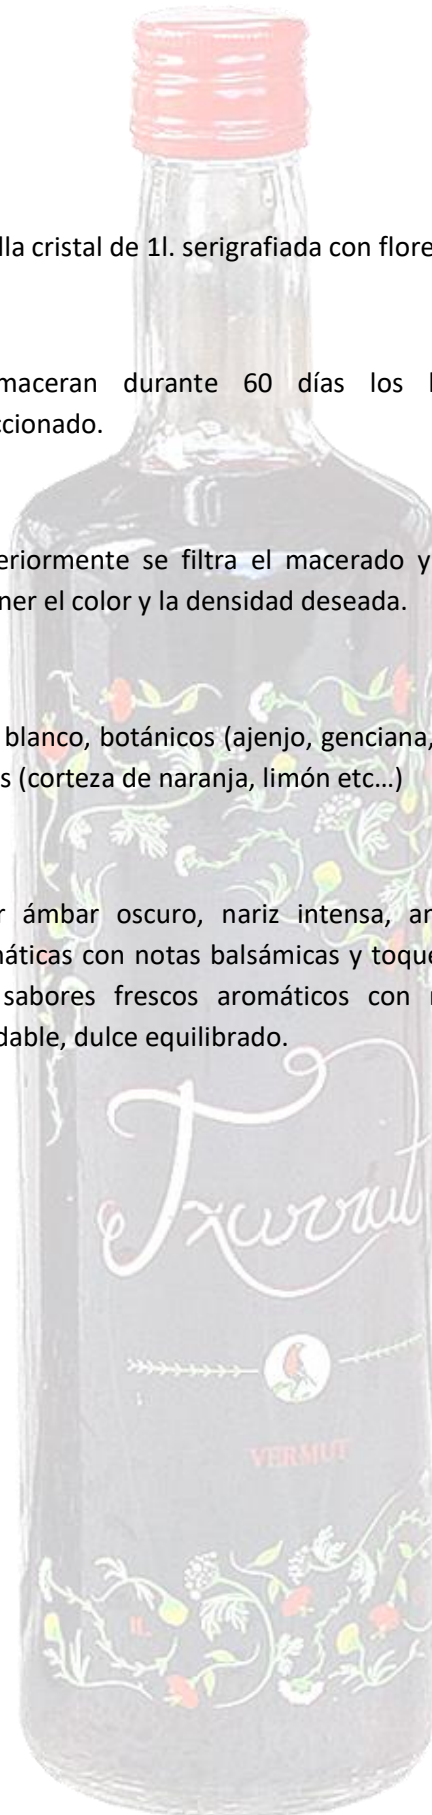 lla cristal de 1l. serigrafiada con flore
maceran durante 60 días los
ccionado.
eriormente se filtra el macerado y
ner el color y la densidad deseada.
blanco, botánicos (ajenjo, genciana,
s (corteza de naranja, limón etc…)
r ámbar oscuro, nariz intensa, ar
náticas con notas balsámicas y toque
sabores frescos aromáticos con
dable, dulce equilibrado.
Txurrut
VERMUT
1L.